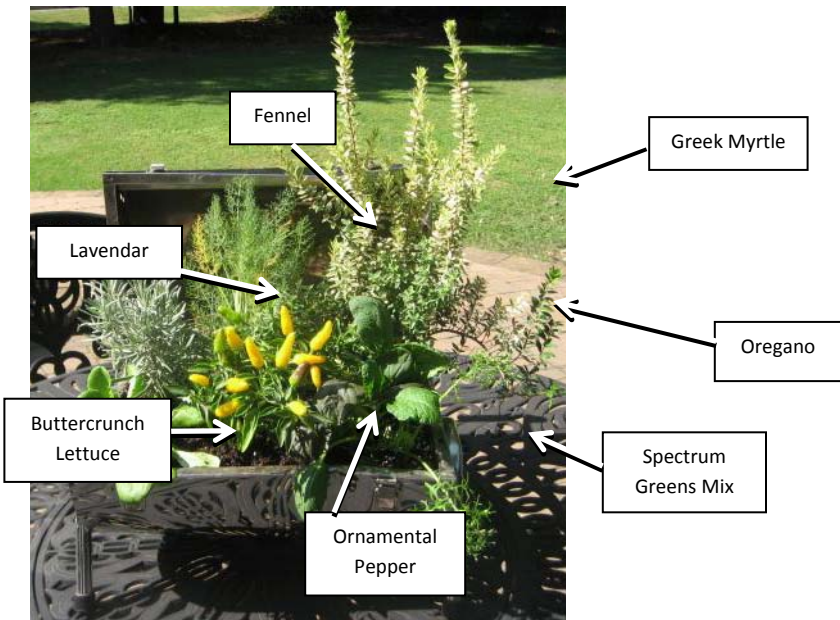 Fennel
Greek Myrtle
Lavendar
Oregano
Buttercrunch
Lettuce
Spectrum
Greens Mix
Ornamental
Pepper